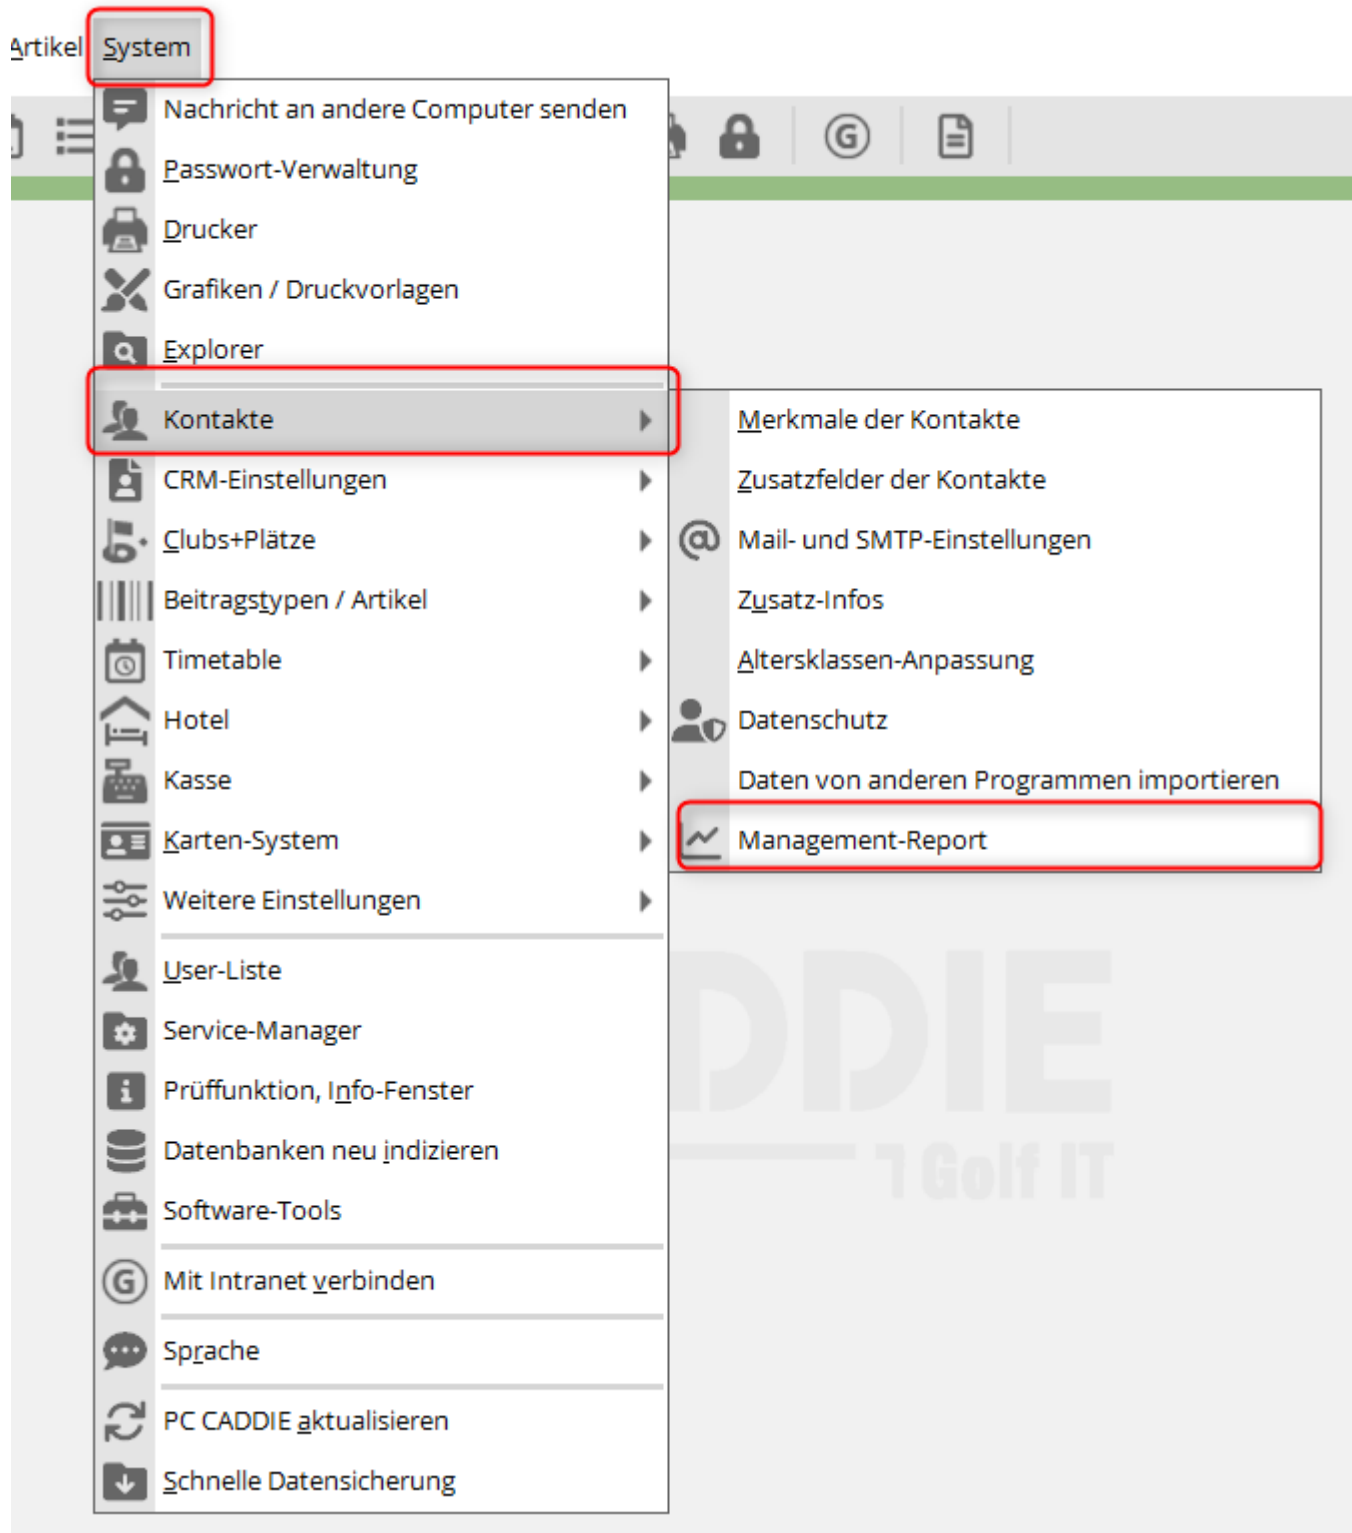 Artikel System
Nachricht an andere Computer senden
Passwort-Verwaltung
Drucker
Grafiken / Druckvorlagen
Explorer
Kontakte
CRM-Einstellungen
Clubs+Plätze
Beitragstypen / Artikel
Timetable
Hotel
Kasse
Karten-System
Weitere Einstellungen
User-Liste
Service-Manager
Prüffunktion, Info-Fenster
Datenbanken neu indizieren
Software-Tools
Mit Intranet verbinden
Sprache
PC CADDIE aktualisieren
Schnelle Datensicherung
Merkmale der Kontakte
Zusatzfelder der Kontakte
Mail- und SMTP-Einstellungen
Zusatz-Infos
Altersklassen-Anpassung
Datenschutz
Daten von anderen Programmen importieren
Management-Report
DDIE
Golf IT